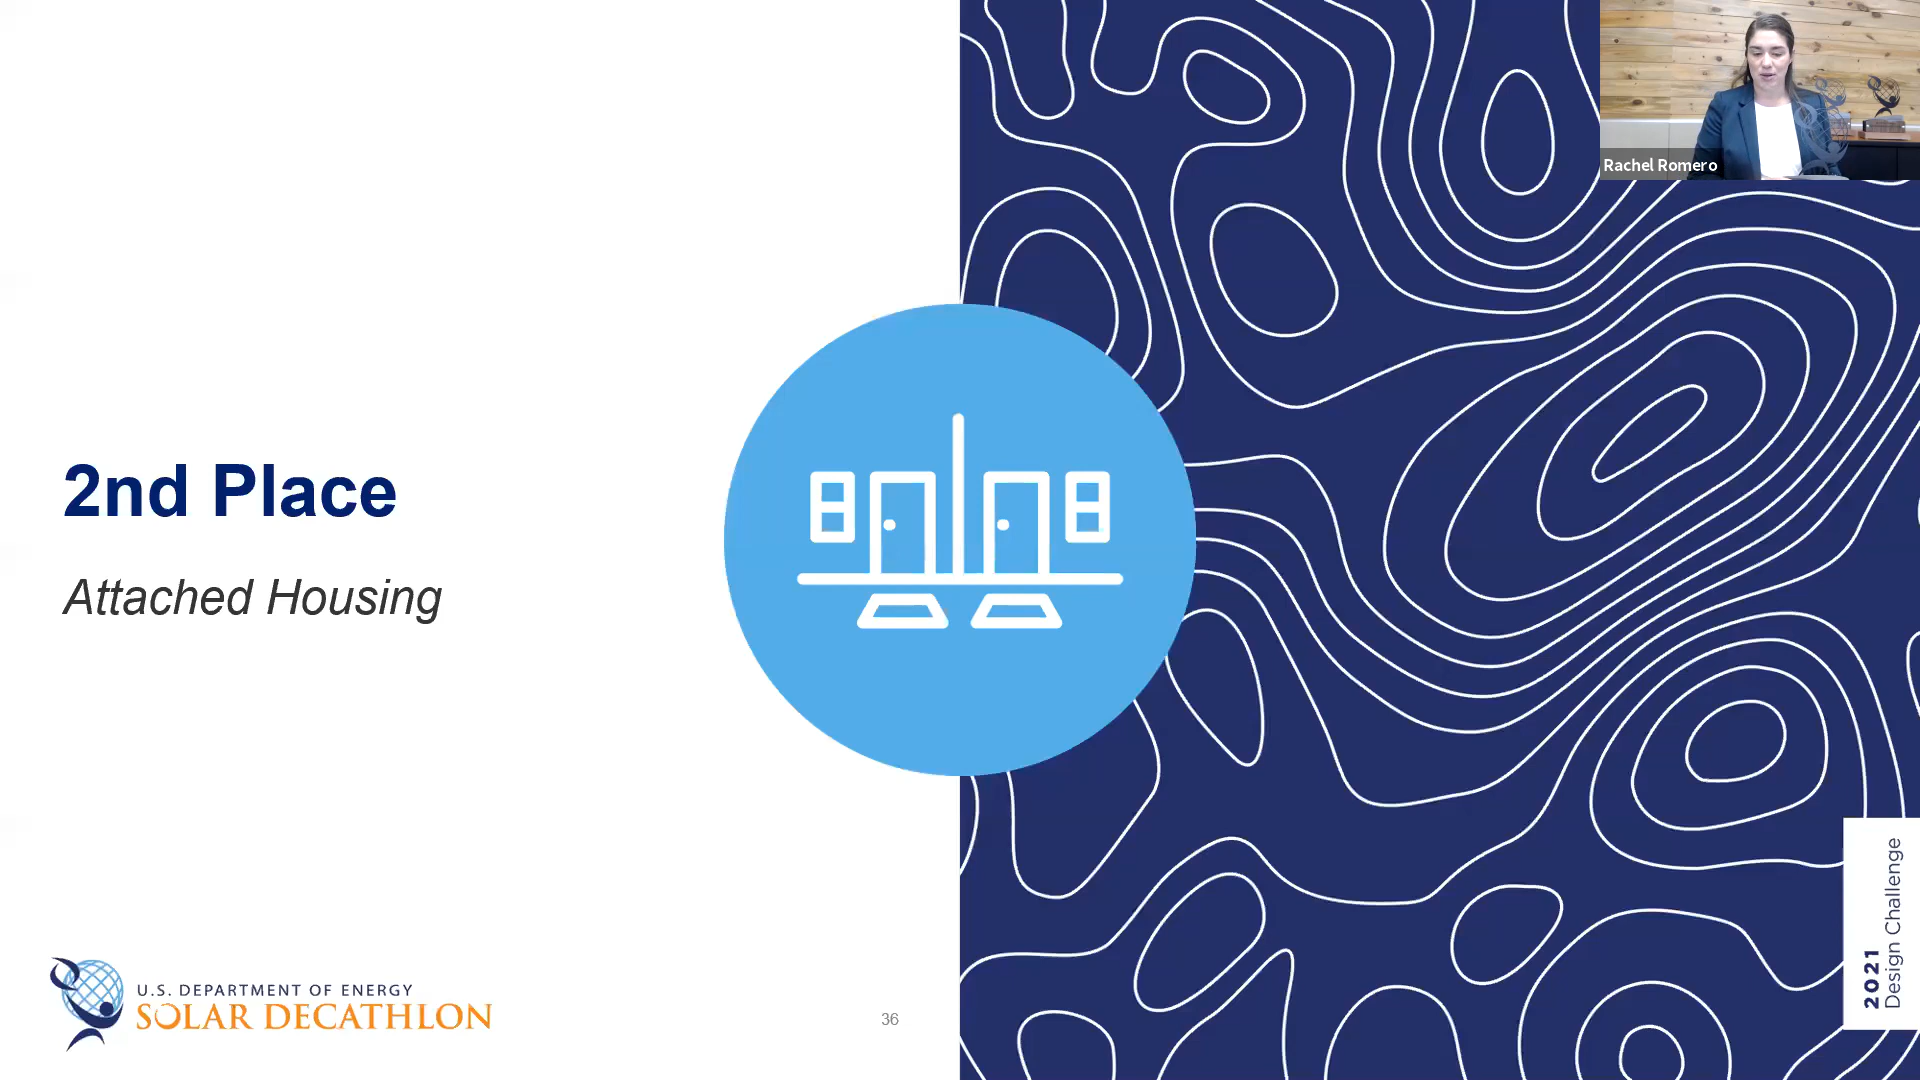 Rachel Romero
2nd Place
Attached Housing
U.S. DEPARTMENT OF ENERGY
SOLAR DECATHLON
36
2021
Design Challenge